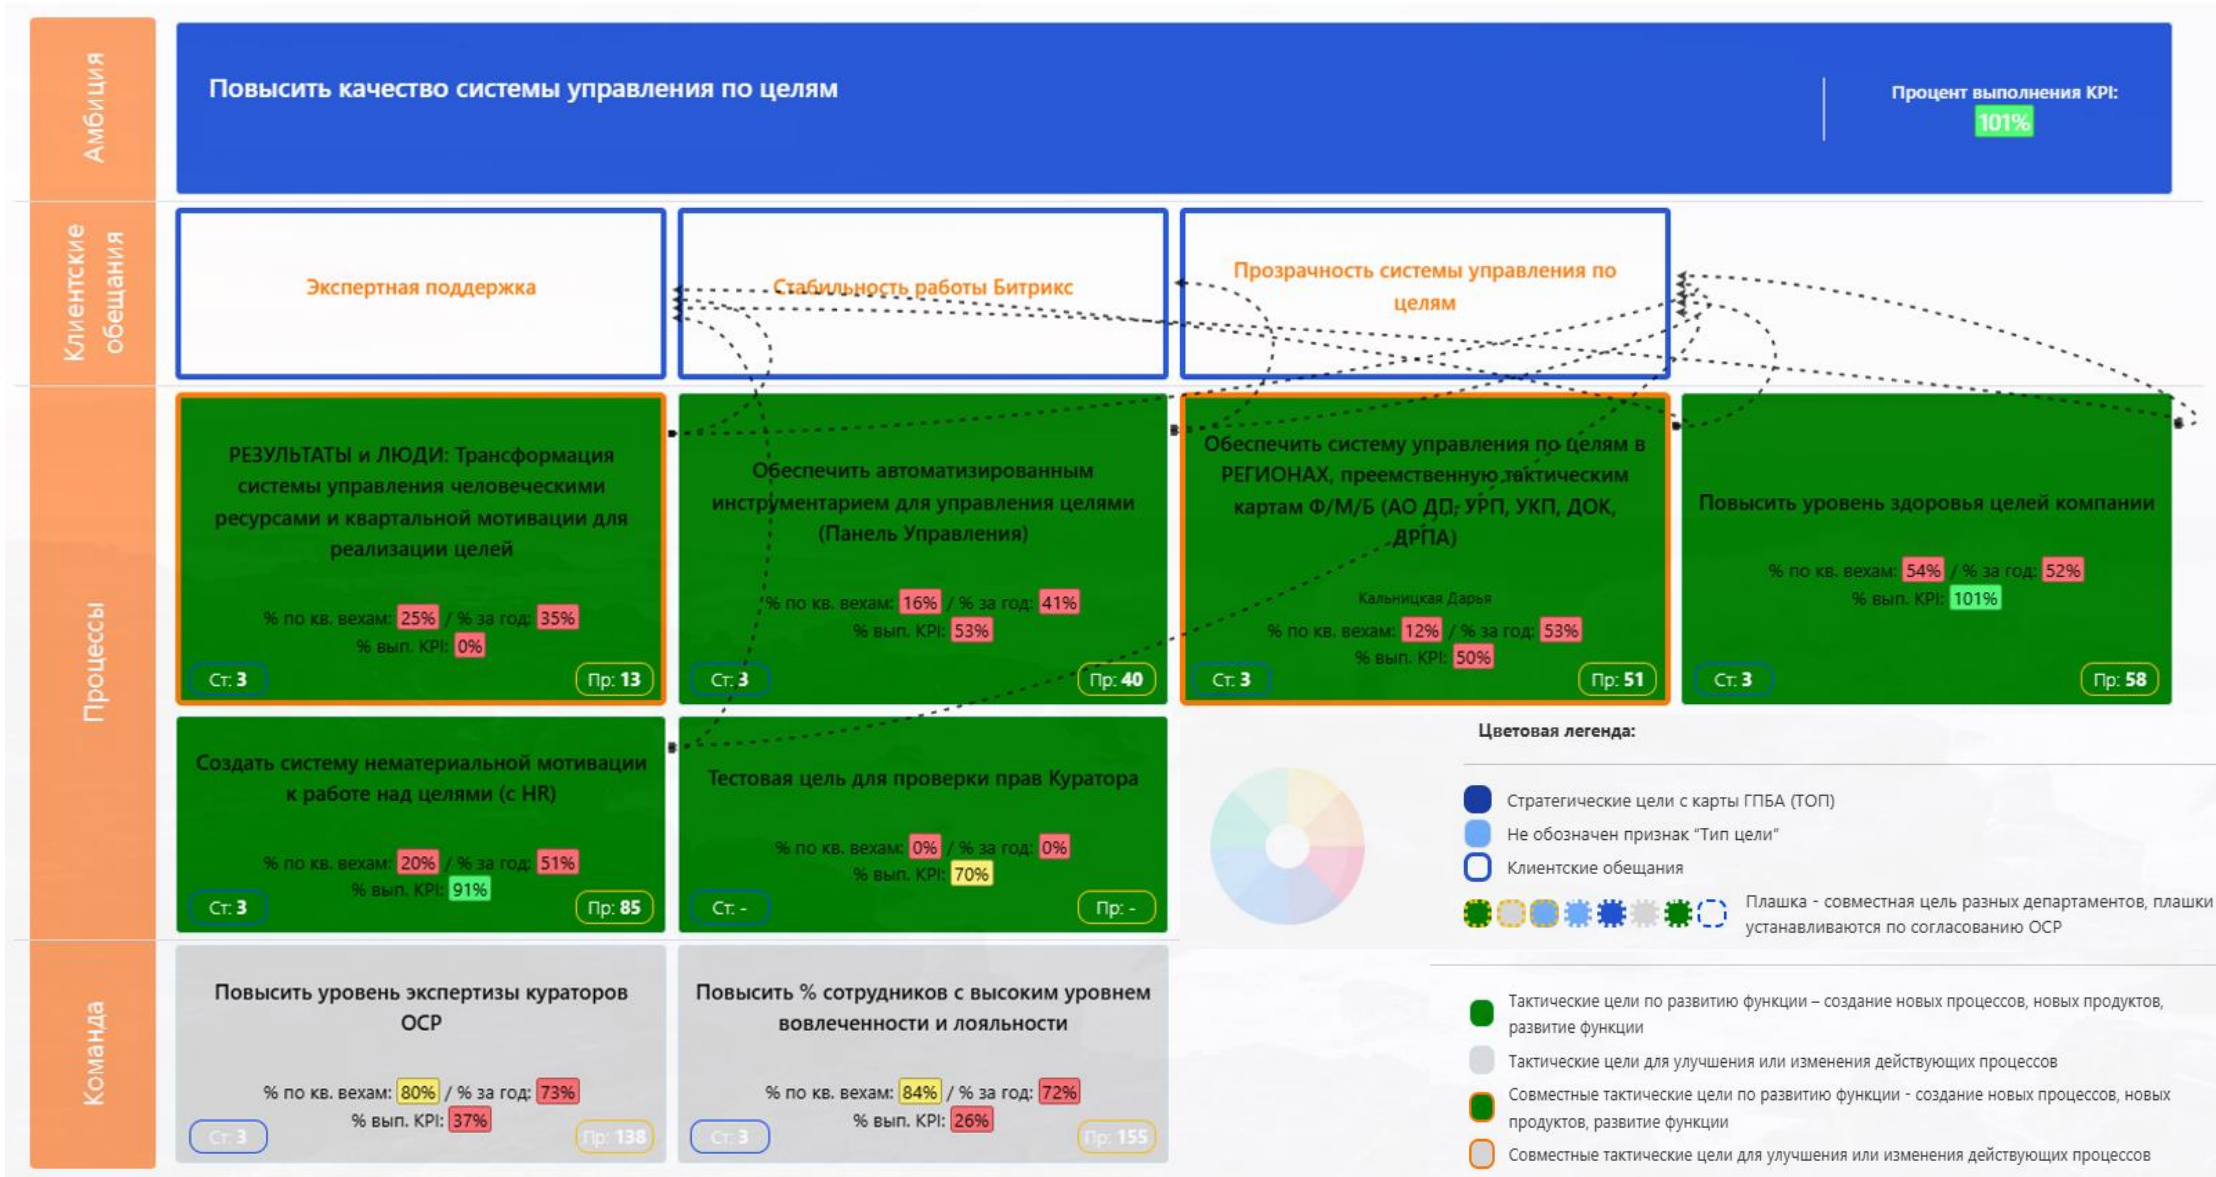 Амбиция
Повысить качество системы управления по целям
Процент выполнения KPI:
101%
Клиентские
обещания
Экспертная поддержка
Стабильность работы Битрикс
Прозрачность системы управления по
целям
Процессы
РЕЗУЛЬТАТЫ и ЛЮДИ: Трансформация
системы управления человеческими
ресурсами и квартальной мотивации для
реализации целей
% по кв. вехам: 25% / % за год: 35%
% вып. KPI: 0%
Ст: 3
Пр: 13
Обеспечить автоматизированным
инструментарием для управления целями
(Панель Управления)
% по кв. вехам: 16% / % за год: 41%
% вып. KPI: 53%
Ст: 3
Пр: 40
Обеспечить систему управления по целям в
РЕГИОНАХ, преемственную тактическим
картам Ф/М/Б (АО ДП, УРП, УКП, ДОК,
ДРПА)
Кальницкая Дарья
% по кв. вехам: 12% / % за год: 53%
% вып. KPI: 50%
Ст: 3
Пр: 51
Повысить уровень здоровья целей компании
% по кв. вехам: 54% / % за год: 52%
% вып. KPI: 101%
Ст: 3
Пр: 58
Создать систему нематериальной мотивации
к работе над целями (с HR)
% по кв. вехам: 20% / % за год: 51%
% вып. KPI: 91%
Ст: 3
Пр: 85
Тестовая цель для проверки прав Куратора
% по кв. вехам: 0% / % за год: 0%
% вып. KPI: 70%
Ст: -
Пр: -
Цветовая легенда:
Стратегические цели с карты ГПБА (ТОП)
Не обозначен признак "Тип цели"
Клиентские обещания
Плашка - совместная цель разных департаментов, плашки
устанавливаются по согласованию ОСР
Команда
Повысить уровень экспертизы кураторов
ОСР
% по кв. вехам: 80% / % за год: 73%
% вып. KPI: 37%
Ст: 3
Пр: 138
Повысить % сотрудников с высоким уровнем
вовлеченности и лояльности
% по кв. вехам: 84% / % за год: 72%
% вып. KPI: 26%
Ст: 3
Пр: 155
Тактические цели по развитию функции – создание новых процессов, новых продуктов,
развитие функции
Тактические цели для улучшения или изменения действующих процессов
Совместные тактические цели по развитию функции - создание новых процессов, новых
продуктов, развитие функции
Совместные тактические цели для улучшения или изменения действующих процессов